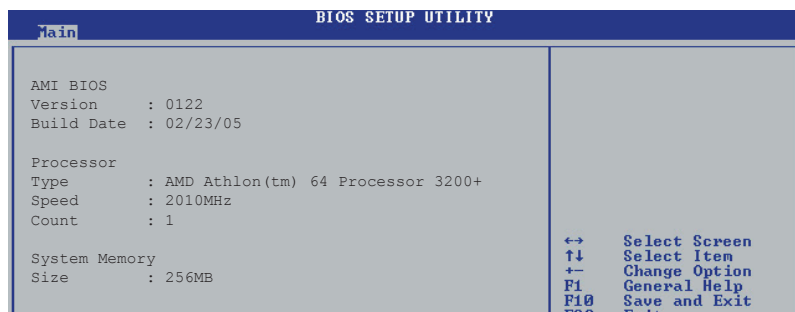 BIOS SETUP UTILITY
Main
AMI BIOS
Version : 0122
Build Date : 02/23/05
Processor
Type : AMD Athlon(tm) 64 Processor 3200+
Speed : 2010MHz
Count : 1
System Memory
Size : 256MB
←→ Select Screen
↑↓ Select Item
+- Change Option
F1 General Help
F10 Save and Exit